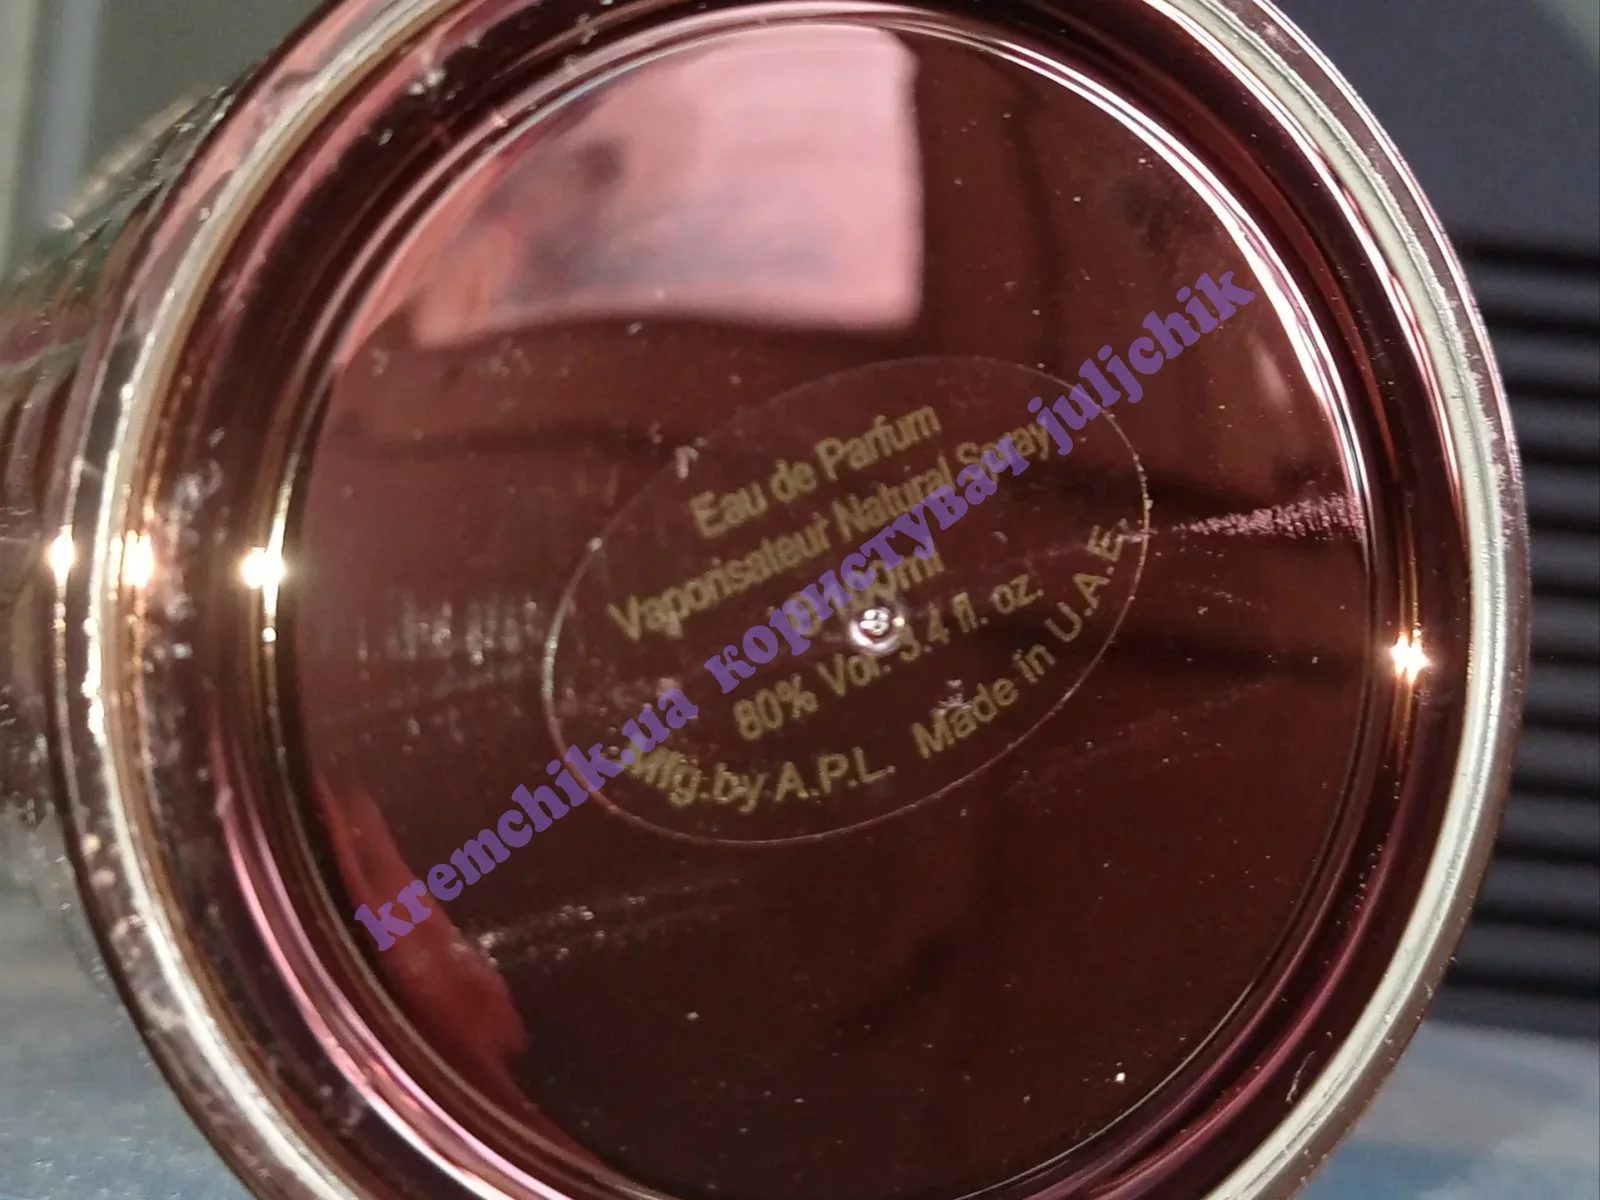 Eau de Parfum
Vaporisateur Natural Spray
100ml
80% Vol. 3.4 fl. oz.
Mfg.by A.P.L. Made in U.A.E.
kremchik.ua користувач juljchik